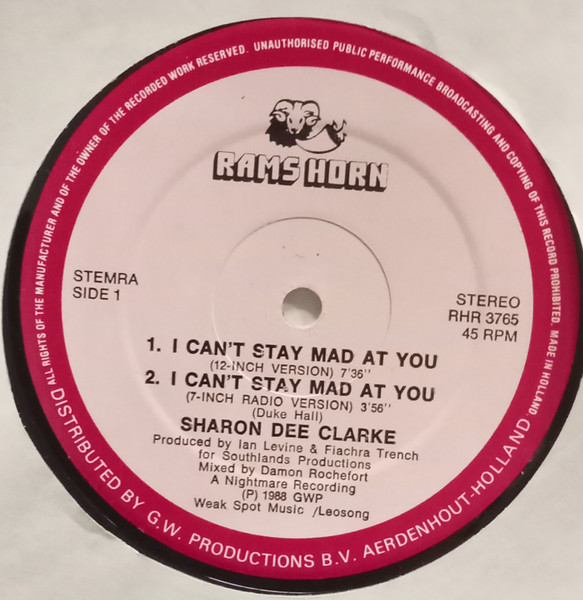 ALL RIGHTS OF THE MANUFACTURER AND OF THE OWNER OF THE RECORDED WORK RESERVED. UNAUTHORISED PUBLIC PERFORMANCE BROADCASTING AND COPYING OF THIS RECORD PROHIBITED. MADE IN HOLLAND.
RAMS HORN
STEMRA
SIDE 1
STEREO
RHR 3765
45 RPM
1. I CAN'T STAY MAD AT YOU
(12-INCH VERSION) 7'36''
2. I CAN'T STAY MAD AT YOU
(7-INCH RADIO VERSION) 3'56''
(Duke Hall)
SHARON DEE CLARKE
Produced by Ian Levine & Fiachra Trench
for Southlands Productions
Mixed by Damon Rochefort
A Nightmare Recording
(P) 1988 GWP
Weak Spot Music /Leosong
DISTRIBUTED BY G.W. PRODUCTIONS B.V. AERDENHOUT-HOLLAND